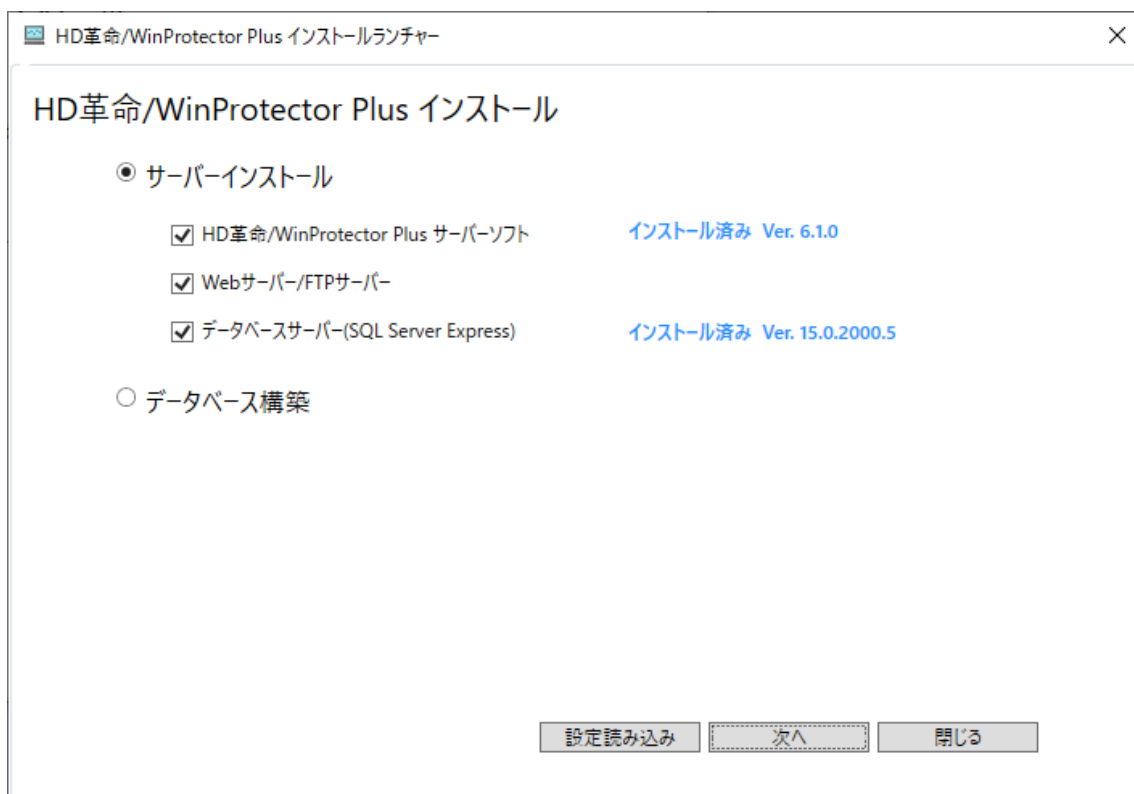 HD革命/WinProtector Plus インストールランチャー
HD革命/WinProtector Plus インストール
サーバーインストール
HD革命/WinProtector Plus サーバーソフト インストール済み Ver. 6.1.0
Webサーバー/FTPサーバー
データベースサーバー(SQL Server Express) インストール済み Ver. 15.0.2000.5
データベース構築
設定読み込み 次へ 閉じる